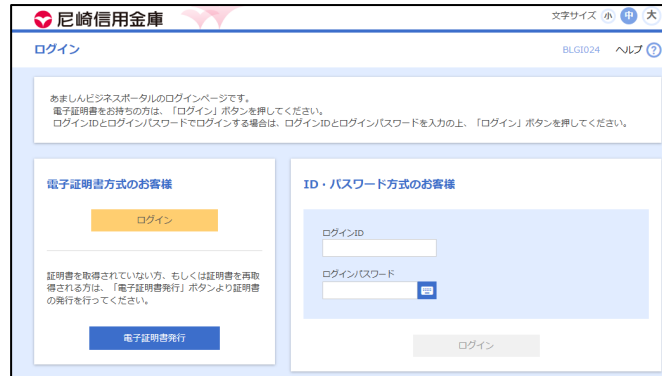 尼崎信用金庫
文字サイズ 小 中 大
ログイン
BLGI024 ヘルプ ?
あましんビジネスポータルのログインページです。
電子証明書をお持ちの方は、「ログイン」ボタンを押してください。
ログインIDとログインパスワードでログインする場合は、ログインIDとログインパスワードを入力の上、「ログイン」ボタンを押してください。
電子証明書方式のお客様
ログイン
証明書を取得されていない方、もしくは証明書を再取
得される方は、「電子証明書発行」ボタンより証明書
の発行を行ってください。
電子証明書発行
ID・パスワード方式のお客様
ログインID
ログインパスワード
ログイン